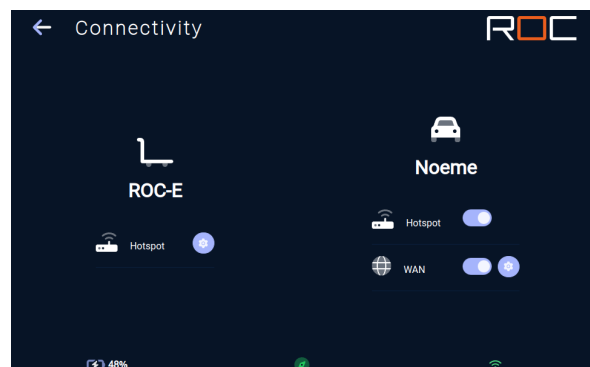 Connectivity
ROC
ROC-E
Hotspot
Noeme
Hotspot
WAN
48%